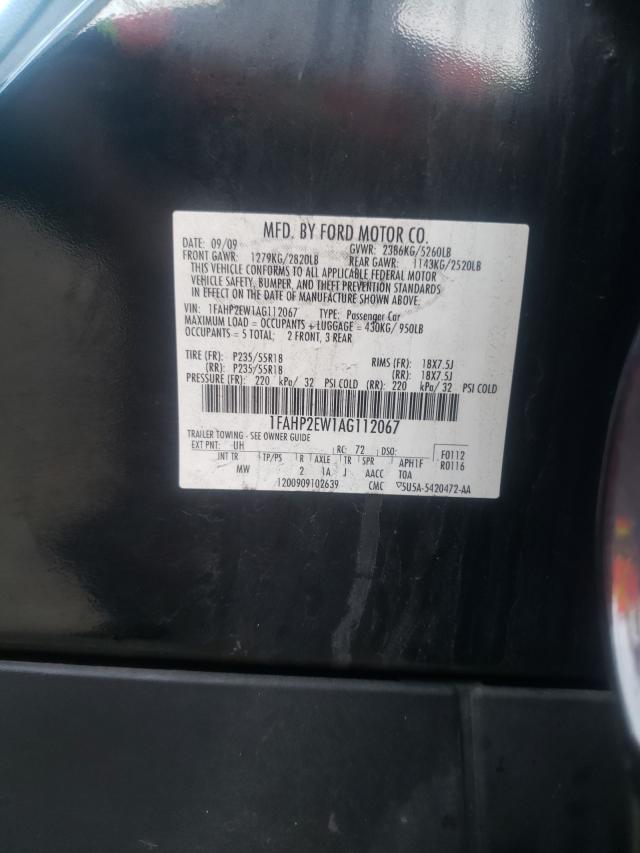 MFD. BY FORD MOTOR CO.
DATE: 09/09 GVWR: 2386KG/5260LB
FRONT GAWR: 1279KG/2820LB REAR GAWR: 1143KG/2520LB
THIS VEHICLE CONFORMS TO ALL APPLICABLE FEDERAL MOTOR
VEHICLE SAFETY, BUMPER, AND THEFT PREVENTION STANDARDS
IN EFFECT ON THE DATE OF MANUFACTURE SHOWN ABOVE.
VIN: 1FAHP2EW1AG112067 TYPE: Passenger Car
MAXIMUM LOAD = OCCUPANTS + LUGGAGE = 430KG/950LB
OCCUPANTS = 5 TOTAL; 2 FRONT, 3 REAR
TIRE (FR): P235/55R18 RIMS (FR): 18X7.5J
(RR): P235/55R18 (RR): 18X7.5J
PRESSURE (FR): 220 kPa/ 32 PSI COLD (RR): 220 kPa/ 32 PSI COLD
1FAHP2EW1AG112067
TRAILER TOWING - SEE OWNER GUIDE
EXT PNT: UH RC: 72 DSO: F0112
INT TR TP/PS R AXLE TR SPR APH1F R0116
MW 2 1A J AACC TOA
1200909102639 CMC 5U5A-5420472-AA